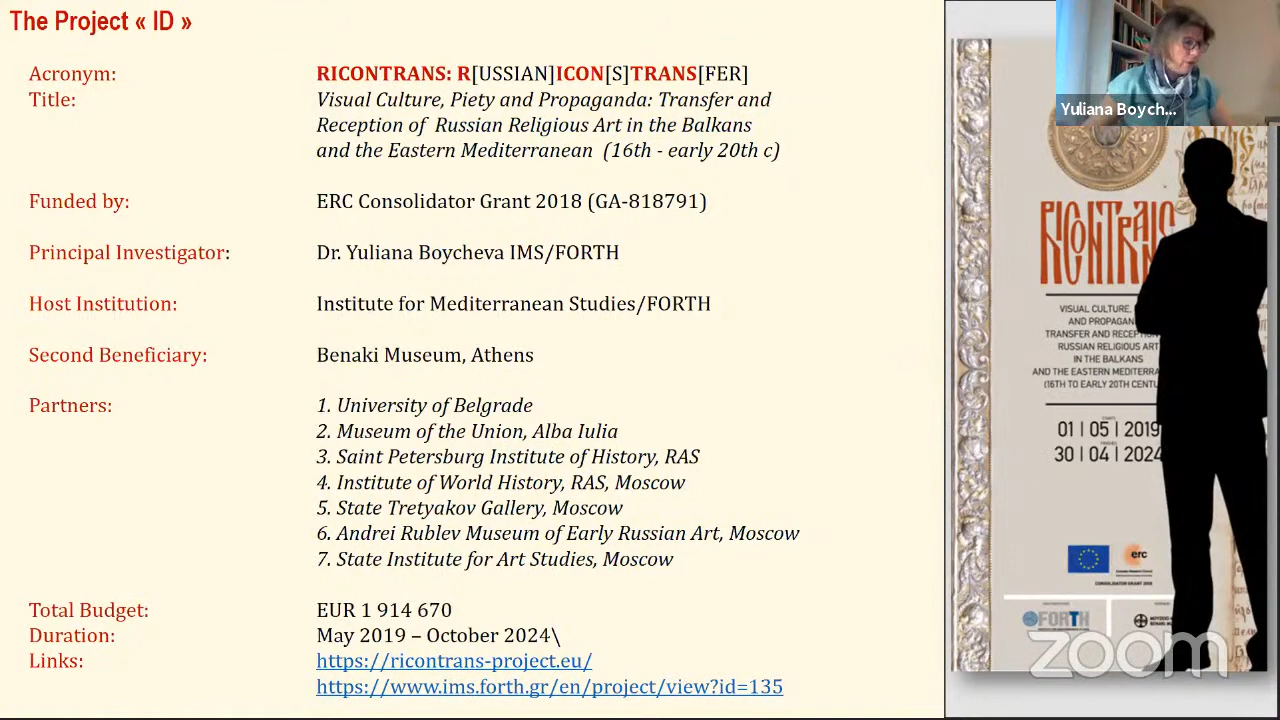 The Project « ID »
Acronym: RICONTRANS: R[USSIAN]ICON[S]TRANS[FER]
Title: Visual Culture, Piety and Propaganda: Transfer and
Reception of Russian Religious Art in the Balkans
and the Eastern Mediterranean (16th - early 20th c)
Funded by: ERC Consolidator Grant 2018 (GA-818791)
Principal Investigator: Dr. Yuliana Boycheva IMS/FORTH
Host Institution: Institute for Mediterranean Studies/FORTH
Second Beneficiary: Benaki Museum, Athens
Partners: 1. University of Belgrade
2. Museum of the Union, Alba Iulia
3. Saint Petersburg Institute of History, RAS
4. Institute of World History, RAS, Moscow
5. State Tretyakov Gallery, Moscow
6. Andrei Rublev Museum of Early Russian Art, Moscow
7. State Institute for Art Studies, Moscow
Total Budget: EUR 1 914 670
Duration: May 2019 – October 2024\
Links: https://ricontrans-project.eu/
https://www.ims.forth.gr/en/project/view?id=135
Yuliana Boych...
RICONTRANS
VISUAL CULTURE,
AND PROPAGAN
TRANSFER AND RECEPTION
RUSSIAN RELIGIOUS ART
IN THE BALKANS
AND THE EASTERN MEDITERRA
(16TH TO EARLY 20TH CENTU
01 | 05 | 2019
30 | 04 | 2024
erc
CONSOLIDATOR GRANT 2018
FORTH
zoom